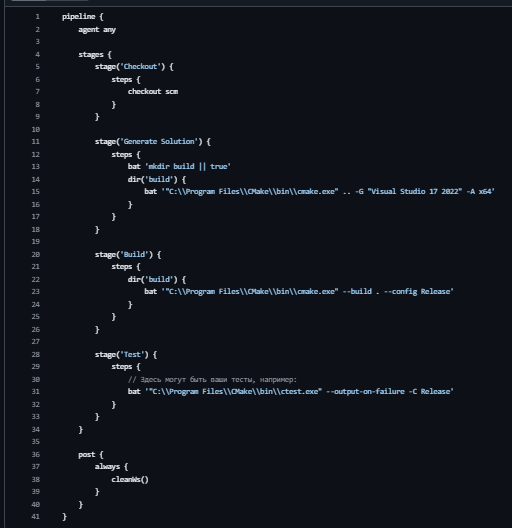 1 pipeline {
2 agent any
3
4 stages {
5 stage('Checkout') {
6 steps {
7 checkout scm
8 }
9 }
10
11 stage('Generate Solution') {
12 steps {
13 bat 'mkdir build || true'
14 dir('build') {
15 bat '"C:\\Program Files\\CMake\\bin\\cmake.exe" .. -G "Visual Studio 17 2022" -A x64'
16 }
17 }
18 }
19
20 stage('Build') {
21 steps {
22 dir('build') {
23 bat '"C:\\Program Files\\CMake\\bin\\cmake.exe" --build . --config Release'
24 }
25 }
26 }
27
28 stage('Test') {
29 steps {
30 // Здесь могут быть ваши тесты, например:
31 bat '"C:\\Program Files\\CMake\\bin\\ctest.exe" --output-on-failure -C Release'
32 }
33 }
34 }
35
36 post {
37 always {
38 cleanWs()
39 }
40 }
41 }